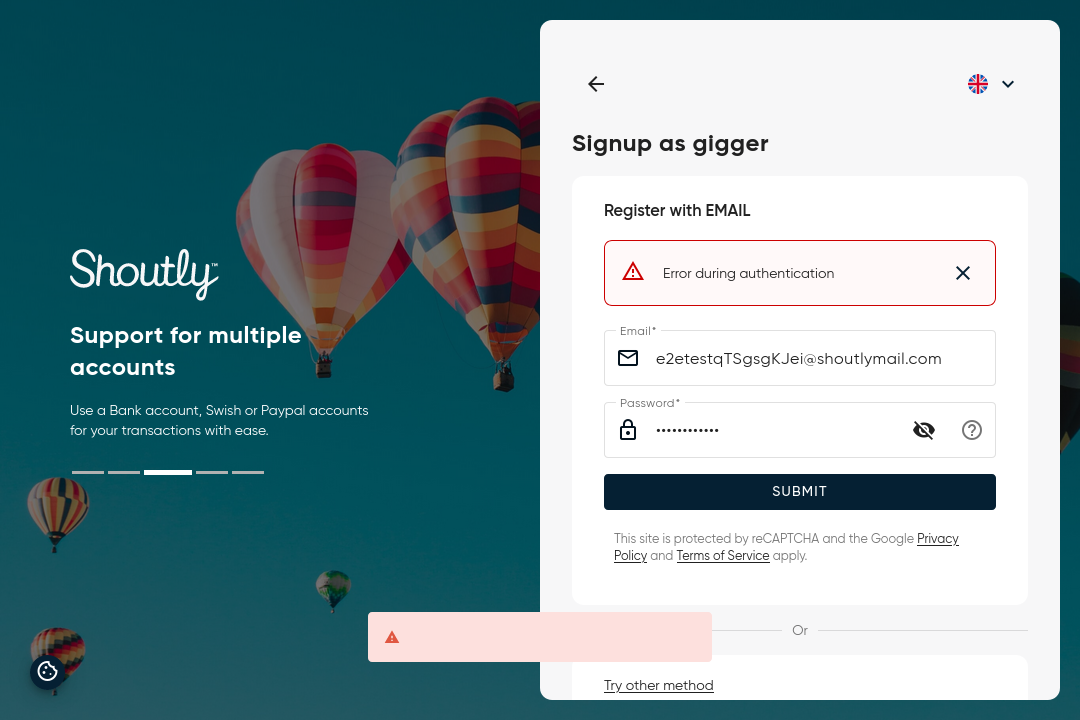 Shoutly™
Support for multiple
accounts
Use a Bank account, Swish or Paypal accounts
for your transactions with ease.
Signup as gigger
Register with EMAIL
Error during authentication
Email*
e2etestqTSgsgKJei@shoutlymail.com
Password*
••••••••••••
SUBMIT
This site is protected by reCAPTCHA and the Google Privacy
Policy and Terms of Service apply.
Or
Try other method